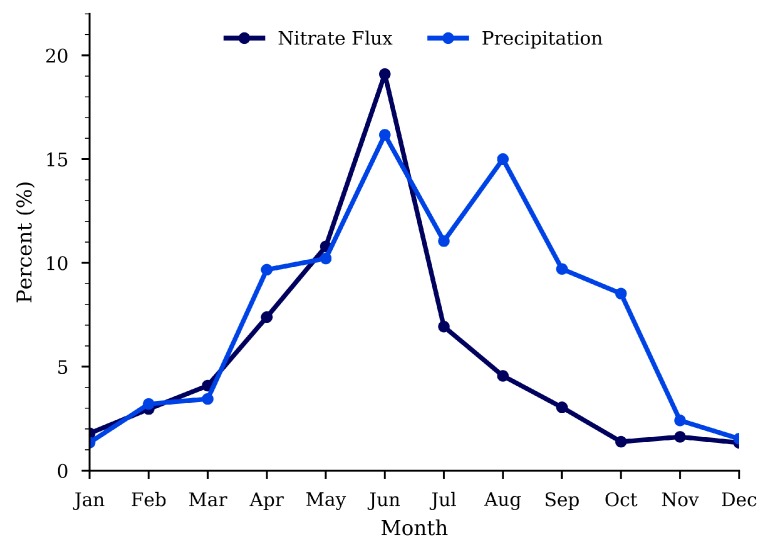 Nitrate Flux Precipitation
20
15
10
5
0
Percent (%)
Jan Feb Mar Apr May Jun Jul Aug Sep Oct Nov Dec
Month